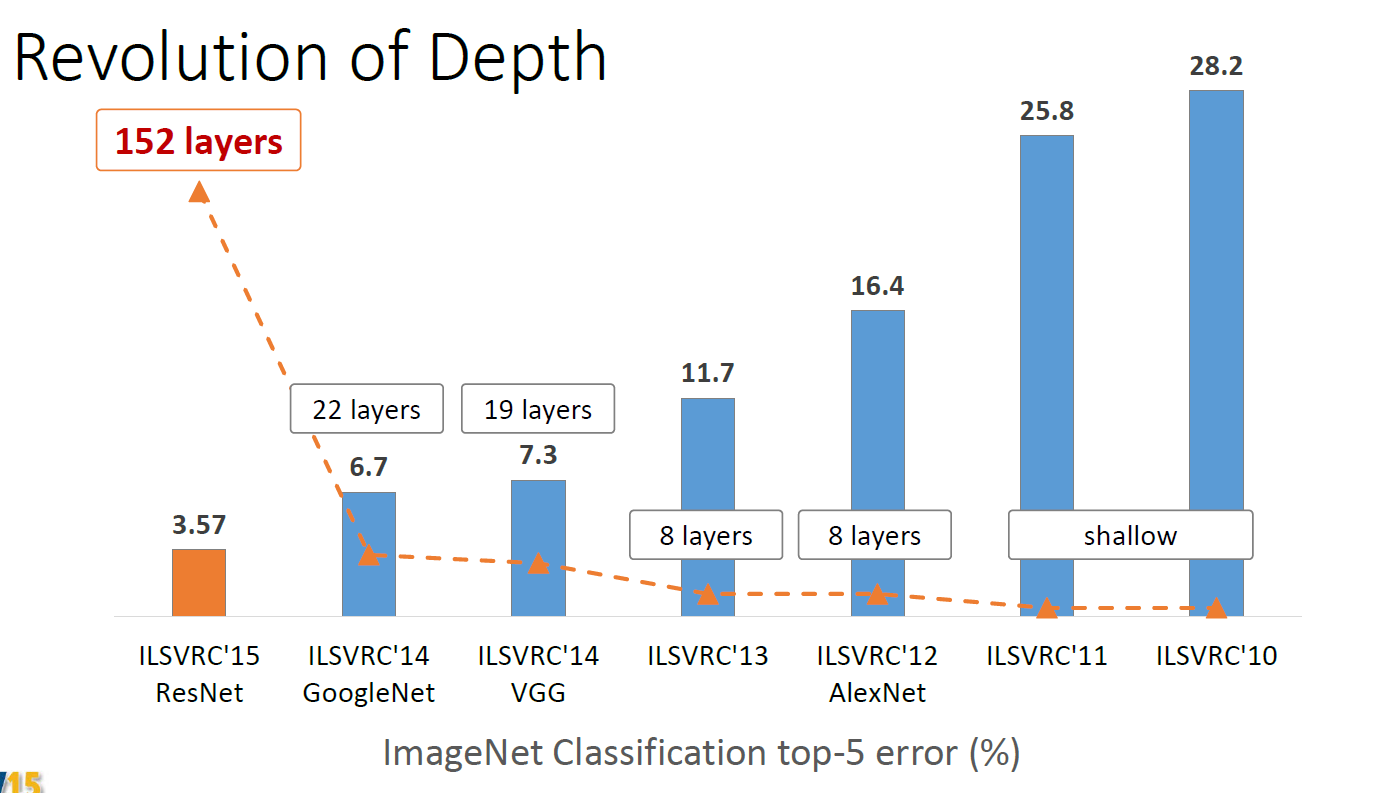 Revolution of Depth
28.2
25.8
152 layers
16.4
11.7
22 layers
19 layers
7.3
6.7
3.57
8 layers
8 layers
shallow
ILSVRC'15
ResNet
ILSVRC'14
GoogleNet
ILSVRC'14
VGG
ILSVRC'13
ILSVRC'12
AlexNet
ILSVRC'11
ILSVRC'10
ImageNet Classification top-5 error (%)
15